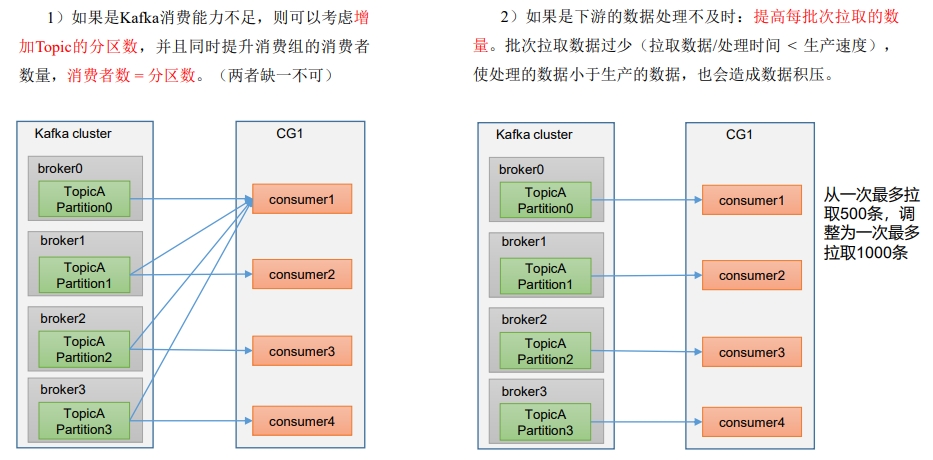 1）如果是Kafka消费能力不足，则可以考虑增
加Topic的分区数，并且同时提升消费组的消费者
数量，消费者数 = 分区数。（两者缺一不可）
Kafka cluster
CG1
broker0
TopicA
Partition0
consumer1
broker1
TopicA
Partition1
consumer2
broker2
TopicA
Partition2
consumer3
broker3
TopicA
Partition3
consumer4
2）如果是下游的数据处理不及时：提高每批次拉取的数
量。批次拉取数据过少（拉取数据/处理时间 < 生产速度），
使处理的数据小于生产的数据，也会造成数据积压。
Kafka cluster
CG1
broker0
TopicA
Partition0
consumer1
broker1
TopicA
Partition1
consumer2
broker2
TopicA
Partition2
consumer3
broker3
TopicA
Partition3
consumer4
从一次最多拉
取500条，调
整为一次最多
拉取1000条